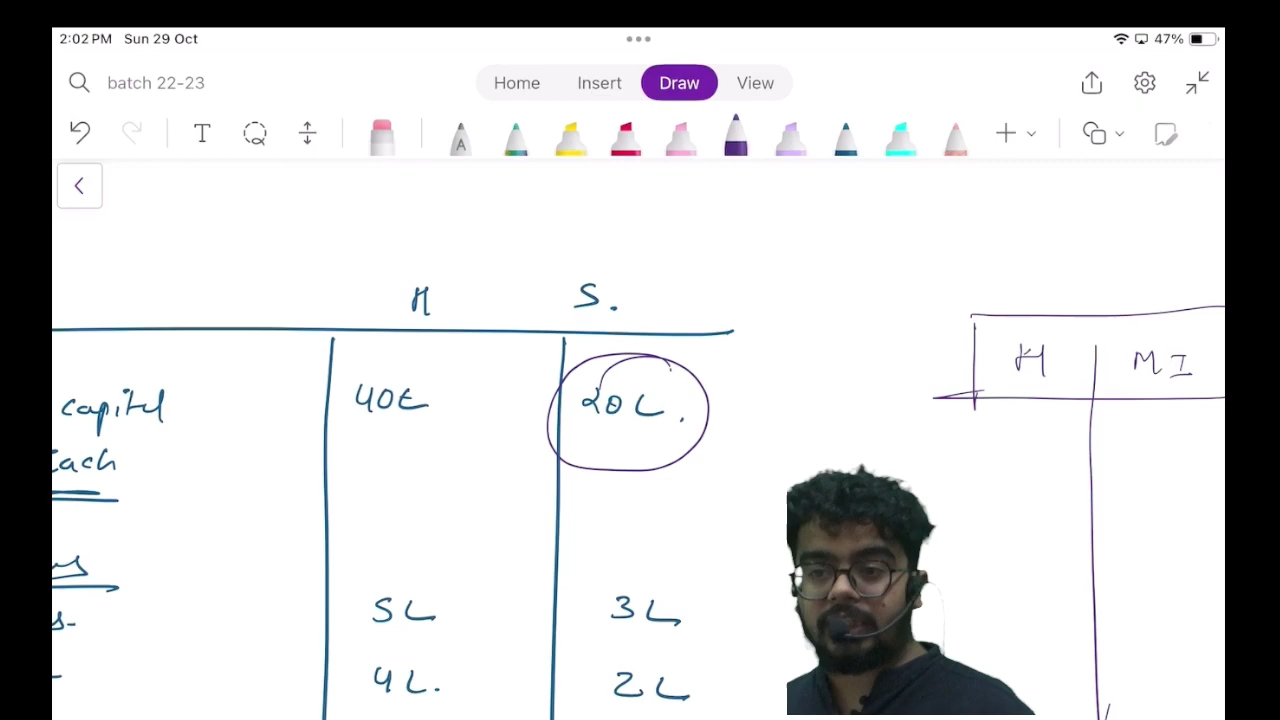 2:02 PM Sun 29 Oct 47%
batch 22-23 Home Insert Draw View
T A
H S.
H MI
capital 40L 20L.
Each
5L 3L
4L. 2L